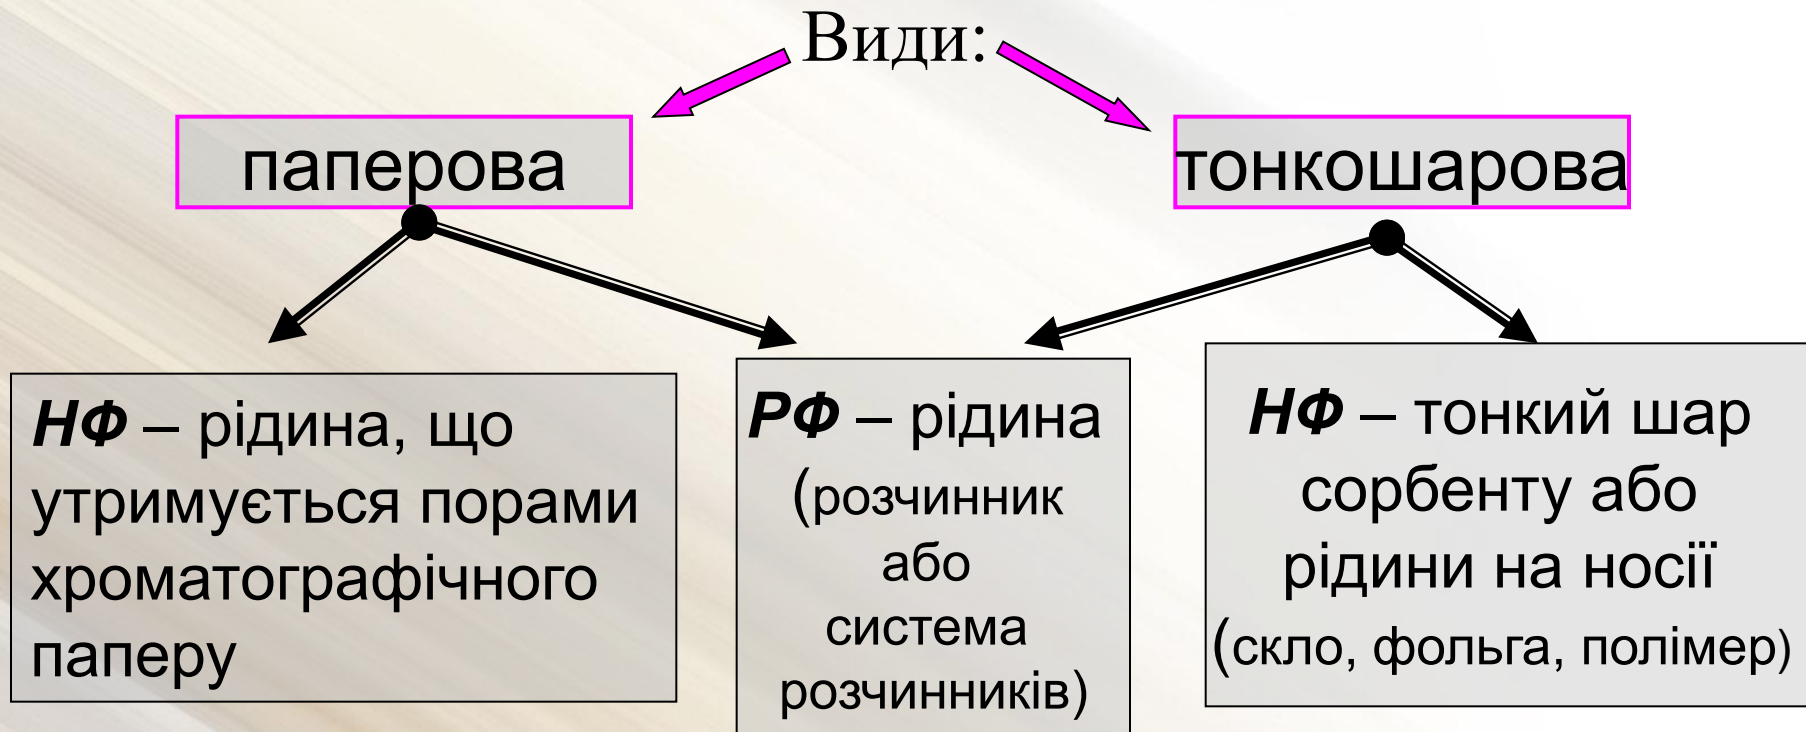 Види:
паперова
тонкошарова
НФ – рідина, що
утримується порами
хроматографічного
паперу
РФ – рідина
(розчинник
або
система
розчинників)
НФ – тонкий шар
сорбенту або
рідини на носії
(скло, фольга, полімер)